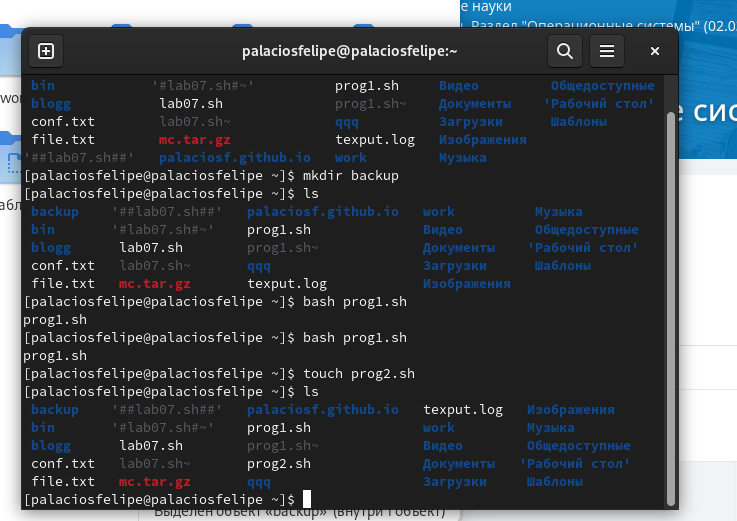 е науки
Раздел "Операционные системы" (02.0
palaciosfelipe@palaciosfelipe:~
bin '#lab07.sh#~' prog1.sh Видео Общедоступные
blogg lab07.sh prog1.sh~ Документы 'Рабочий стол'
conf.txt lab07.sh~ qqq Загрузки Шаблоны
file.txt mc.tar.gz texput.log Изображения
'##lab07.sh##' palaciosf.github.io work Музыка
[palaciosfelipe@palaciosfelipe ~]$ mkdir backup
[palaciosfelipe@palaciosfelipe ~]$ ls
backup '##lab07.sh##' palaciosf.github.io work Музыка
bin '#lab07.sh#~' prog1.sh Видео Общедоступные
blogg lab07.sh prog1.sh~ Документы 'Рабочий стол'
conf.txt lab07.sh~ qqq Загрузки Шаблоны
file.txt mc.tar.gz texput.log Изображения
[palaciosfelipe@palaciosfelipe ~]$ bash prog1.sh
prog1.sh
[palaciosfelipe@palaciosfelipe ~]$ bash prog1.sh
prog1.sh
[palaciosfelipe@palaciosfelipe ~]$ touch prog2.sh
[palaciosfelipe@palaciosfelipe ~]$ ls
backup '##lab07.sh##' palaciosf.github.io texput.log Изображения
bin '#lab07.sh#~' prog1.sh work Музыка
blogg lab07.sh prog1.sh~ Видео Общедоступные
conf.txt lab07.sh~ prog2.sh Документы 'Рабочий стол'
file.txt mc.tar.gz qqq Загрузки Шаблоны
[palaciosfelipe@palaciosfelipe ~]$
wor
абл
е сис
Выделен объект «backup» (внутри 1 объект)